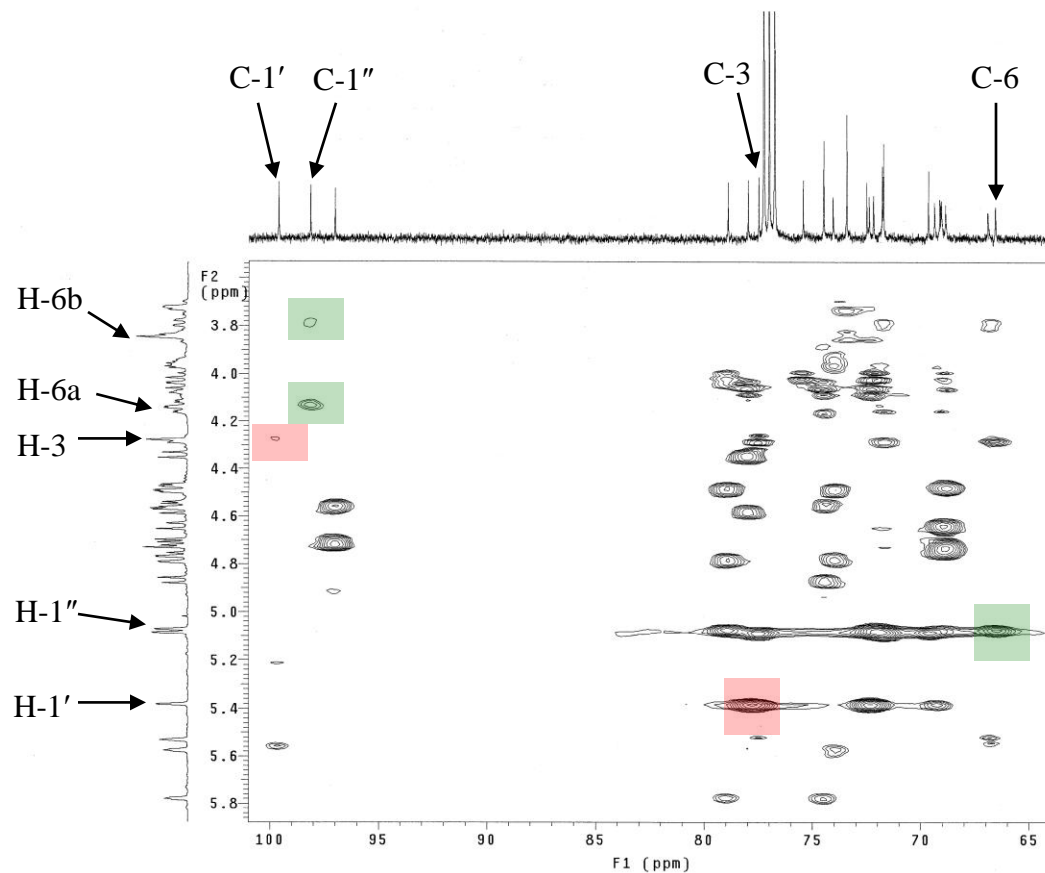 C-1′ C-1″ C-3 C-6
F2
(ppm)
H-6b
3.8
4.0
H-6a
4.2
H-3
4.4
4.6
4.8
H-1″
5.0
5.2
H-1′
5.4
5.6
5.8
100 95 90 85 80 75 70 65
F1 (ppm)